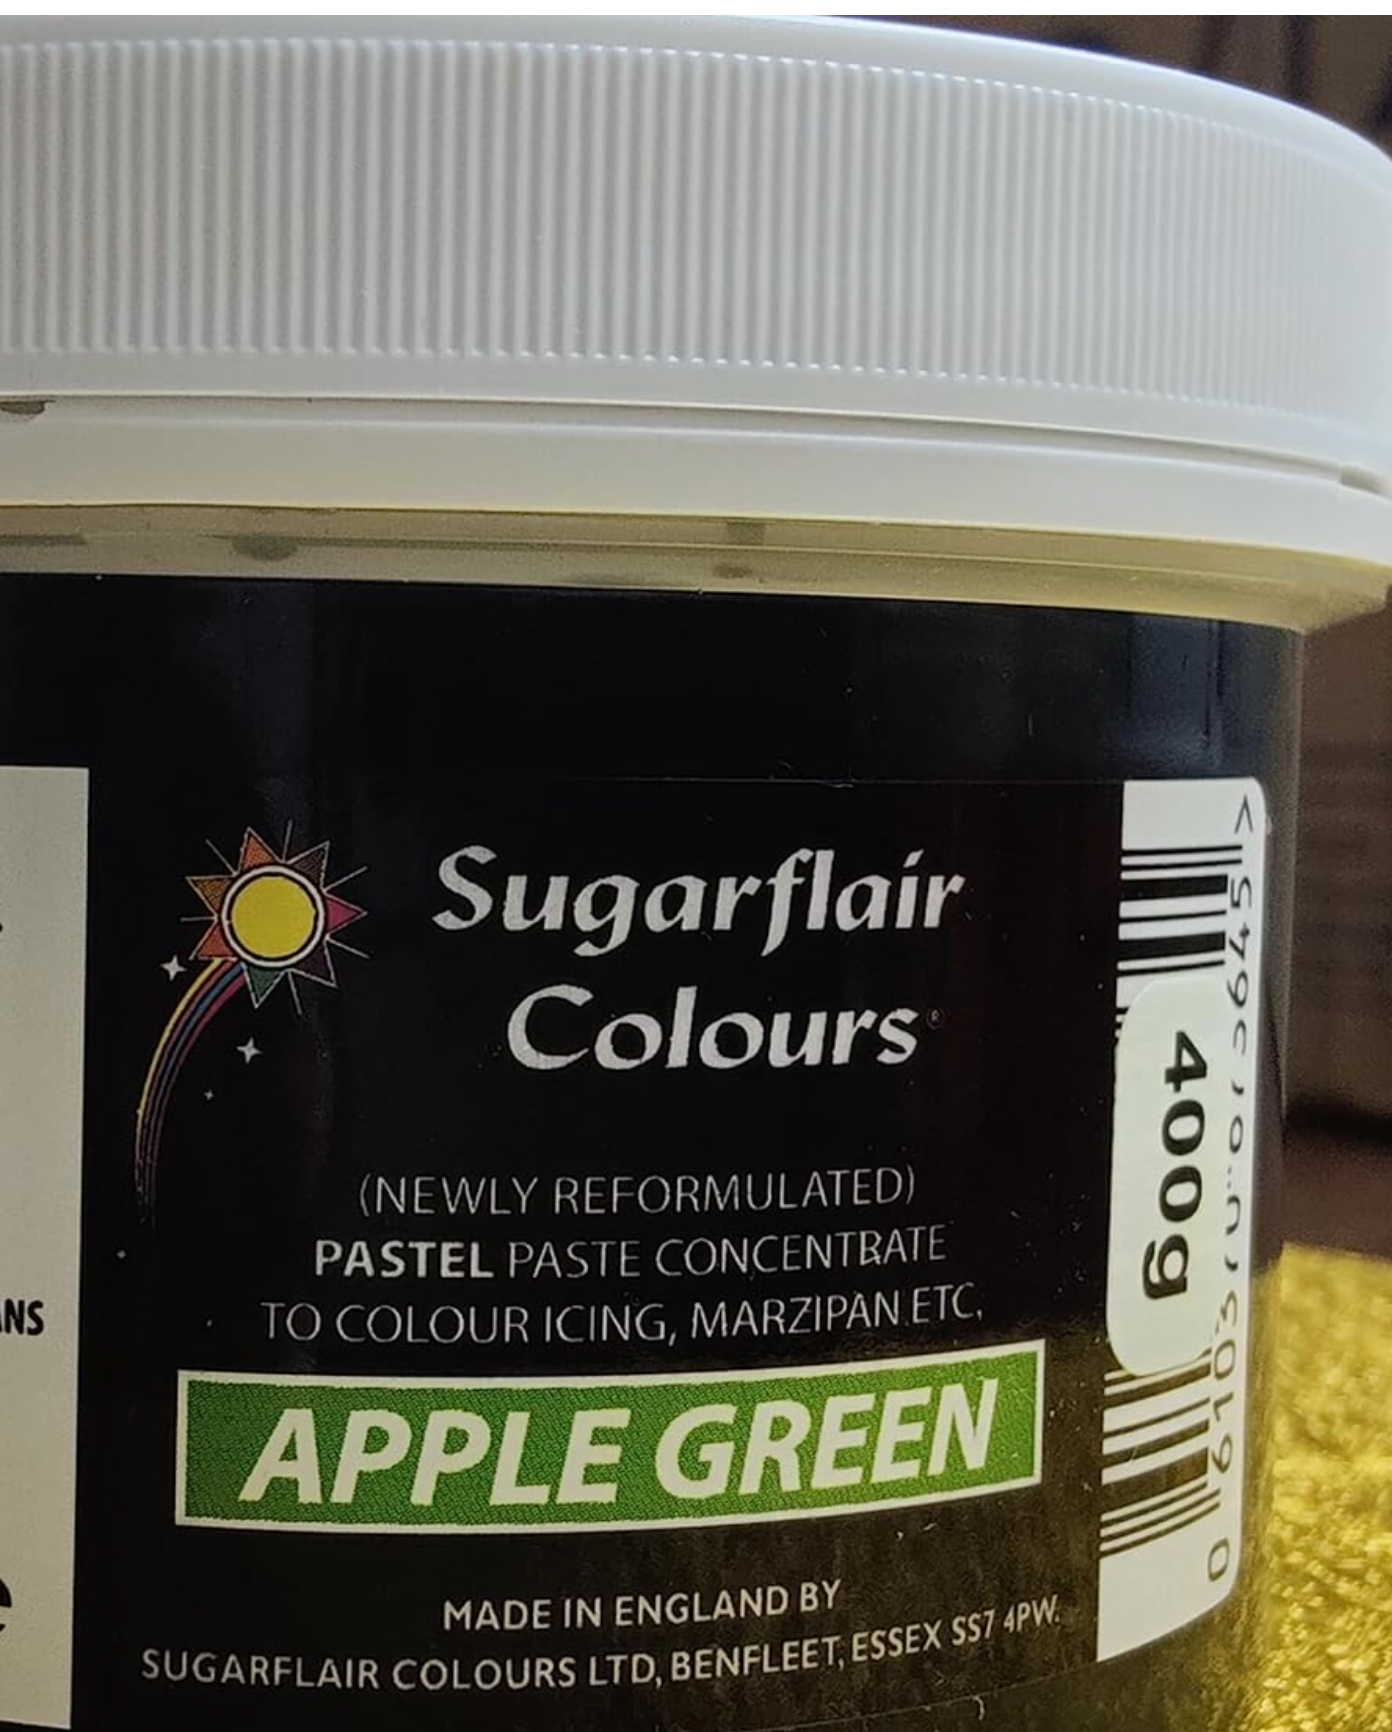 Sugarflair
Colours®
(NEWLY REFORMULATED)
PASTEL PASTE CONCENTRATE
TO COLOUR ICING, MARZIPAN ETC.
APPLE GREEN
MADE IN ENGLAND BY
SUGARFLAIR COLOURS LTD, BENFLEET, ESSEX SS7 4PW.
400g